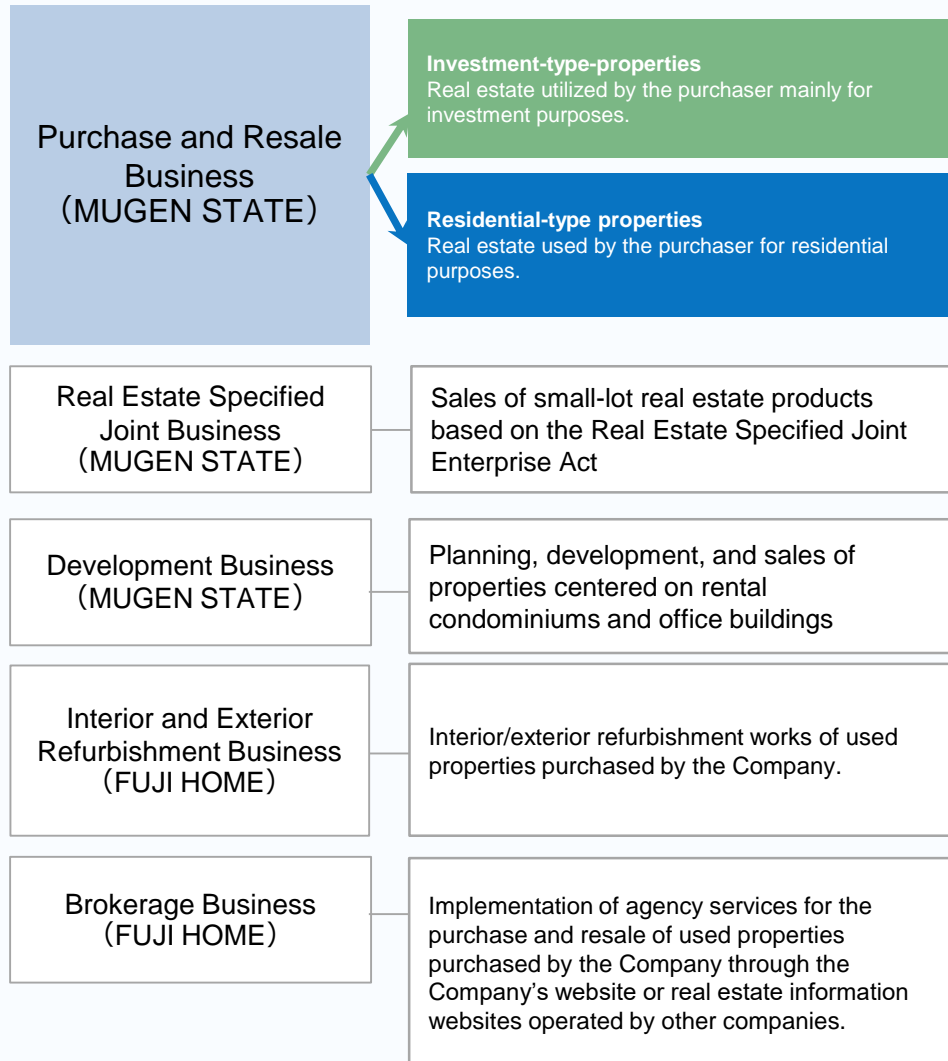 Purchase and Resale
Business
（MUGEN STATE）
Investment-type-properties
Real estate utilized by the purchaser mainly for
investment purposes.
Residential-type properties
Real estate used by the purchaser for residential
purposes.
Real Estate Specified
Joint Business
（MUGEN STATE）
Sales of small-lot real estate products
based on the Real Estate Specified Joint
Enterprise Act
Development Business
（MUGEN STATE）
Planning, development, and sales of
properties centered on rental
condominiums and office buildings
Interior and Exterior
Refurbishment Business
（FUJI HOME）
Interior/exterior refurbishment works of used
properties purchased by the Company.
Brokerage Business
（FUJI HOME）
Implementation of agency services for the
purchase and resale of used properties
purchased by the Company through the
Company’s website or real estate information
websites operated by other companies.